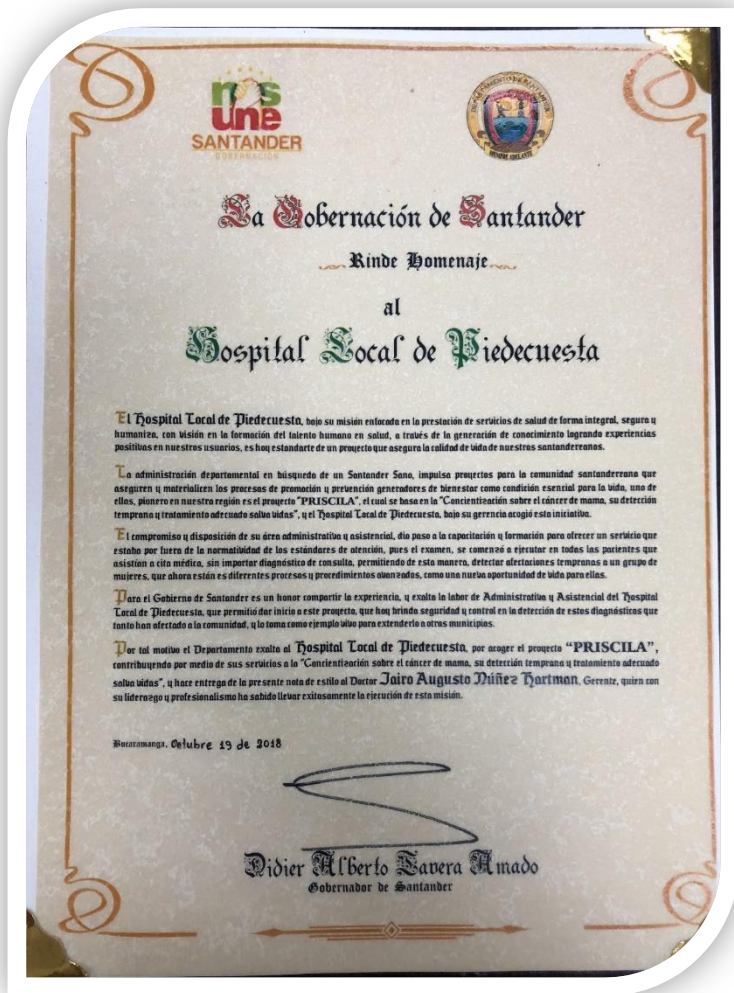 nos
une
SANTANDER
GOBERNACIÓN
SIEMPRE ADELANTE
La Gobernación de Santander
Rinde Homenaje
al
Hospital Local de Piedecuesta
El Hospital Local de Piedecuesta, bajo su misión enfocada en la prestación de servicios de salud de forma integral, segura y
humaniza, con visión en la formación del talento humano en salud, a través de la generación de conocimiento logrando experiencias
positivas en nuestros usuarios, es hoy estandarte de un proyecto que asegura la calidad de vida de nuestros santandereanos.
La administración departamental en búsqueda de un Santander Sano, impulsa proyectos para la comunidad santandereana que
aseguren y materialicen los procesos de promoción y prevención generadores de bienestar como condición esencial para la vida, uno de
ellos, pionero en nuestra región es el proyecto "PRISCILA", el cual se basa en la "Concientización sobre el cáncer de mama, su detección
temprana y tratamiento adecuado salva vidas", y el Hospital Local de Piedecuesta, bajo su gerencia acogió esta iniciativa.
El compromiso y disposición de su área administrativa y asistencial, dio paso a la capacitación y formación para ofrecer un servicio que
estaba por fuera de la normatividad de los estándares de atención, pues el examen, se comenzó a ejecutar en todas las pacientes que
asistían a cita médica, sin importar diagnóstico de consulta, permitiendo de esta manera, detectar afectaciones tempranas a un grupo de
mujeres, que ahora están es diferentes procesos y procedimientos avanzados, como una nueva oportunidad de vida para ellas.
Para el Gobierno de Santander es un honor compartir la experiencia, y exalta la labor de Administrativa y Asistencial del Hospital
Local de Piedecuesta, que permitió dar inicio a este proyecto, que hoy brinda seguridad y control en la detección de estos diagnósticos que
tanto han afectado a la comunidad, y lo toma como ejemplo vivo para extenderlo a otros municipios.
Por tal motivo el Departamento exalta al Hospital Local de Piedecuesta, por acoger el proyecto "PRISCILA",
contribuyendo por medio de sus servicios a la "Concientización sobre el cáncer de mama, su detección temprana y tratamiento adecuado
salva vidas", y hace entrega de la presente nota de estilo al Doctor Jairo Augusto Núñez Hartman, Gerente, quien con
su liderazgo y profesionalismo ha sabido llevar exitosamente la ejecución de esta misión.
Bucaramanga, Octubre 19 de 2018
Didier Alberto Tavera Amado
Gobernador de Santander